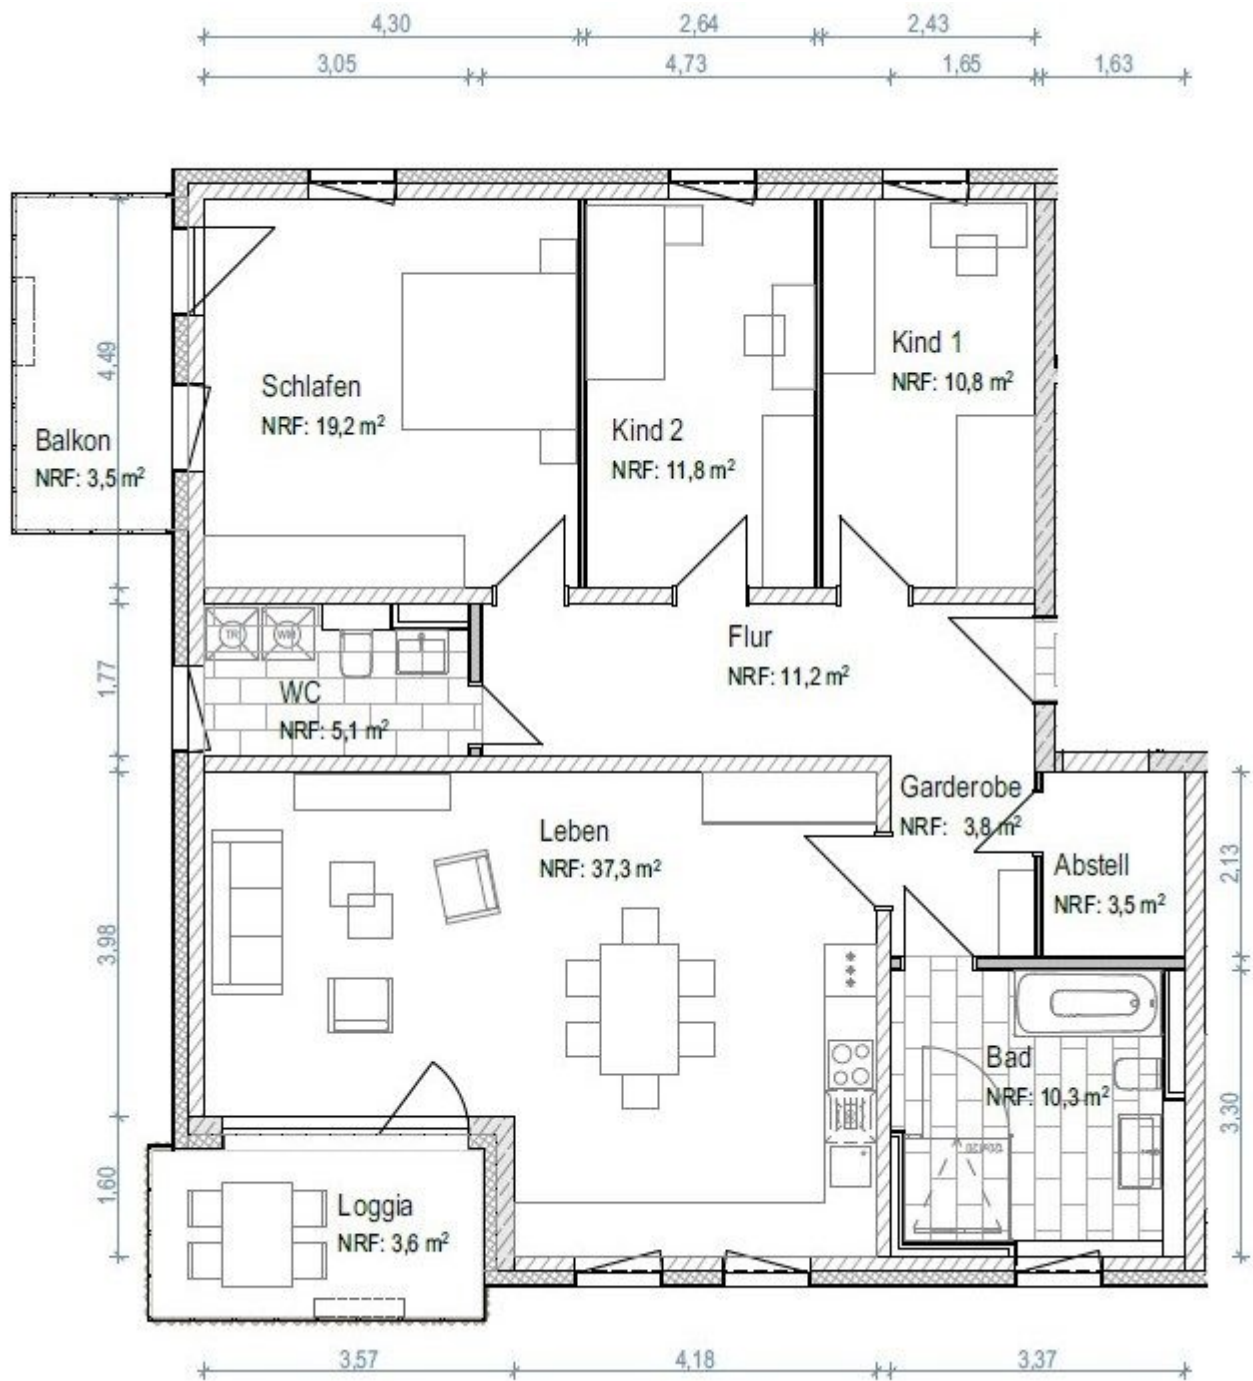 4,30
2,64
2,43
3,05
4,73
1,65
1,63
4,49
Schlafen
NRF: 19,2 m²
Kind 2
NRF: 11,8 m²
Kind 1
NRF: 10,8 m²
Balkon
NRF: 3,5 m²
1,77
TR
WM
WC
NRF: 5,1 m²
Flur
NRF: 11,2 m²
Garderobe
NRF: 3,8 m²
Abstell
NRF: 3,5 m²
2,13
Leben
NRF: 37,3 m²
3,98
Bad
NRF: 10,3 m²
3,30
1,60
Loggia
NRF: 3,6 m²
3,57
4,18
3,37